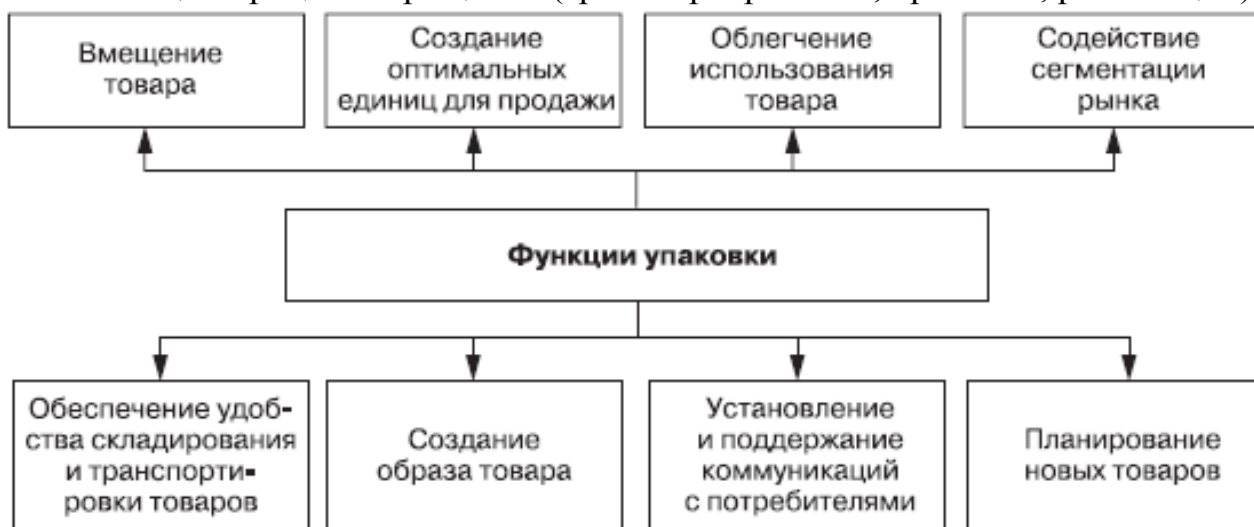 Вмещение
товара
Создание
оптимальных
единиц для продажи
Облегчение
использования
товара
Содействие
сегментации
рынка
Функции упаковки
Обеспечение удоб-
ства складирования
и транспорти-
ровки товаров
Создание
образа товара
Установление
и поддержание
коммуникаций
с потребителями
Планирование
новых товаров